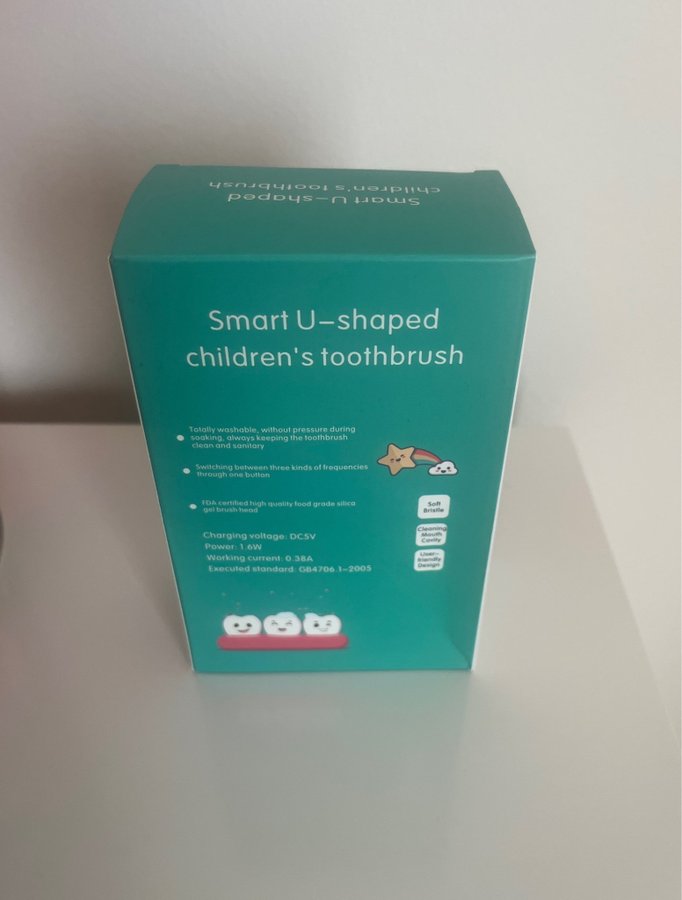 Smart U-shaped
children's toothbrush
Smart U-shaped
children's toothbrush
Totally washable, without pressure during
soaking, always keeping the toothbrush
clean and sanitary
Switching between three kinds of frequencies
through one button
FDA certified high quality food grade silica
gel brush head
Soft
Bristle
Cleaning
Mouth
Cavity
User-
friendly
Design
Charging voltage: DC5V
Power: 1.6W
Working current: 0.38A
Executed standard: GB4706.1-2005